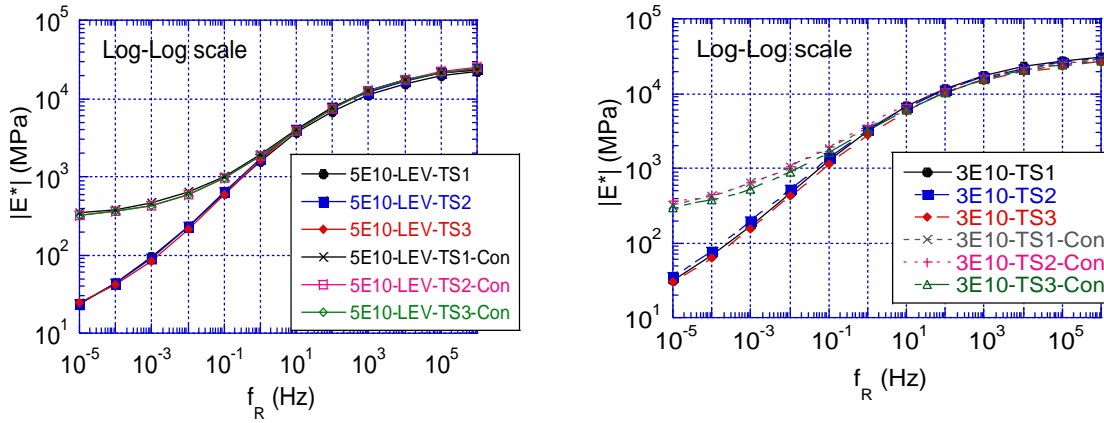 Log-Log scale
|E*| (MPa)
10^5
10^4
10^3
10^2
10^1
5E10-LEV-TS1
5E10-LEV-TS2
5E10-LEV-TS3
5E10-LEV-TS1-Con
5E10-LEV-TS2-Con
5E10-LEV-TS3-Con
10^-5 10^-3 10^-1 10^1 10^3 10^5
f_R (Hz)
Log-Log scale
|E*| (MPa)
10^5
10^4
10^3
10^2
10^1
3E10-TS1
3E10-TS2
3E10-TS3
3E10-TS1-Con
3E10-TS2-Con
3E10-TS3-Con
10^-5 10^-3 10^-1 10^1 10^3 10^5
f_R (Hz)